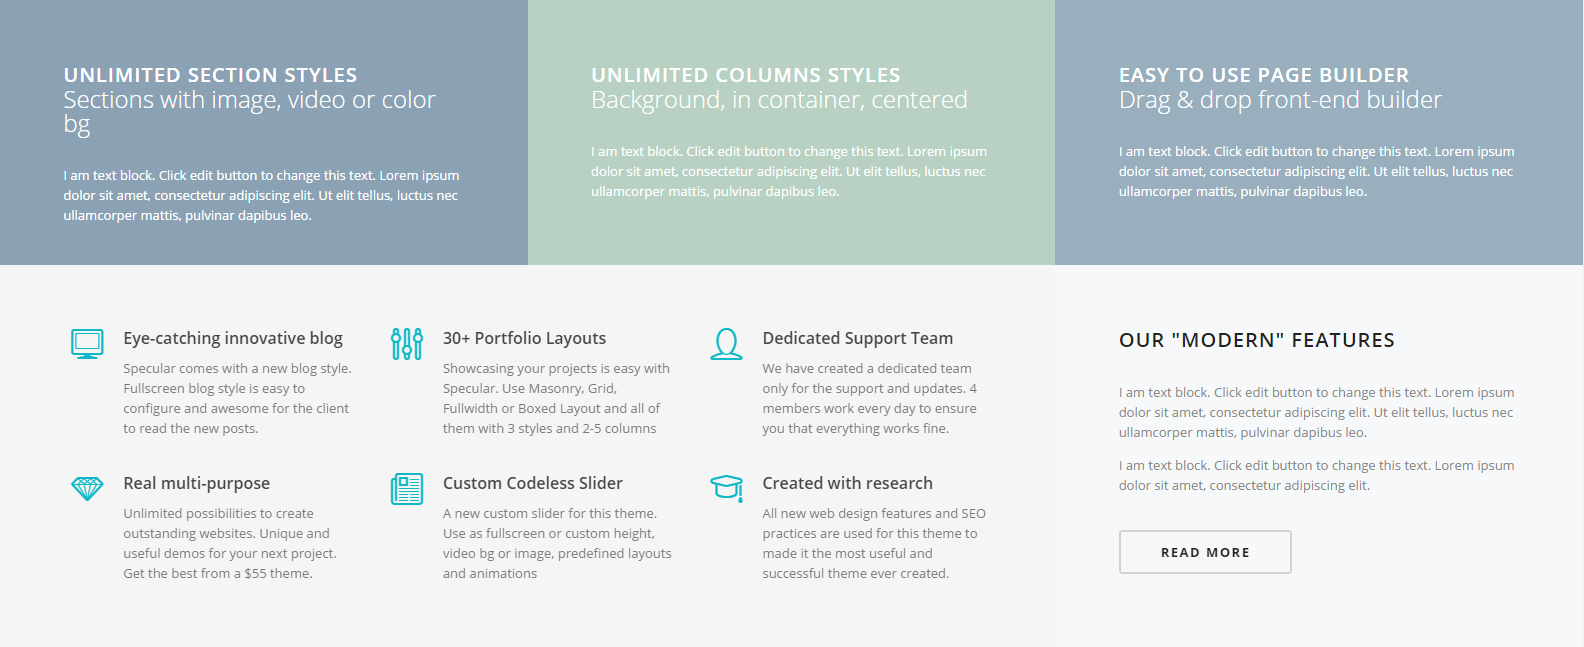 UNLIMITED SECTION STYLES
Sections with image, video or color
bg
I am text block. Click edit button to change this text. Lorem ipsum
dolor sit amet, consectetur adipiscing elit. Ut elit tellus, luctus nec
ullamcorper mattis, pulvinar dapibus leo.
UNLIMITED COLUMNS STYLES
Background, in container, centered
I am text block. Click edit button to change this text. Lorem ipsum
dolor sit amet, consectetur adipiscing elit. Ut elit tellus, luctus nec
ullamcorper mattis, pulvinar dapibus leo.
EASY TO USE PAGE BUILDER
Drag & drop front-end builder
I am text block. Click edit button to change this text. Lorem ipsum
dolor sit amet, consectetur adipiscing elit. Ut elit tellus, luctus nec
ullamcorper mattis, pulvinar dapibus leo.
Eye-catching innovative blog
Specular comes with a new blog style.
Fullscreen blog style is easy to
configure and awesome for the client
to read the new posts.
30+ Portfolio Layouts
Showcasing your projects is easy with
Specular. Use Masonry, Grid,
Fullwidth or Boxed Layout and all of
them with 3 styles and 2-5 columns
Dedicated Support Team
We have created a dedicated team
only for the support and updates. 4
members work every day to ensure
you that everything works fine.
Real multi-purpose
Unlimited possibilities to create
outstanding websites. Unique and
useful demos for your next project.
Get the best from a $55 theme.
Custom Codeless Slider
A new custom slider for this theme.
Use as fullscreen or custom height,
video bg or image, predefined layouts
and animations
Created with research
All new web design features and SEO
practices are used for this theme to
made it the most useful and
successful theme ever created.
OUR "MODERN" FEATURES
I am text block. Click edit button to change this text. Lorem ipsum
dolor sit amet, consectetur adipiscing elit. Ut elit tellus, luctus nec
ullamcorper mattis, pulvinar dapibus leo.
I am text block. Click edit button to change this text. Lorem ipsum
dolor sit amet, consectetur adipiscing elit.
READ MORE